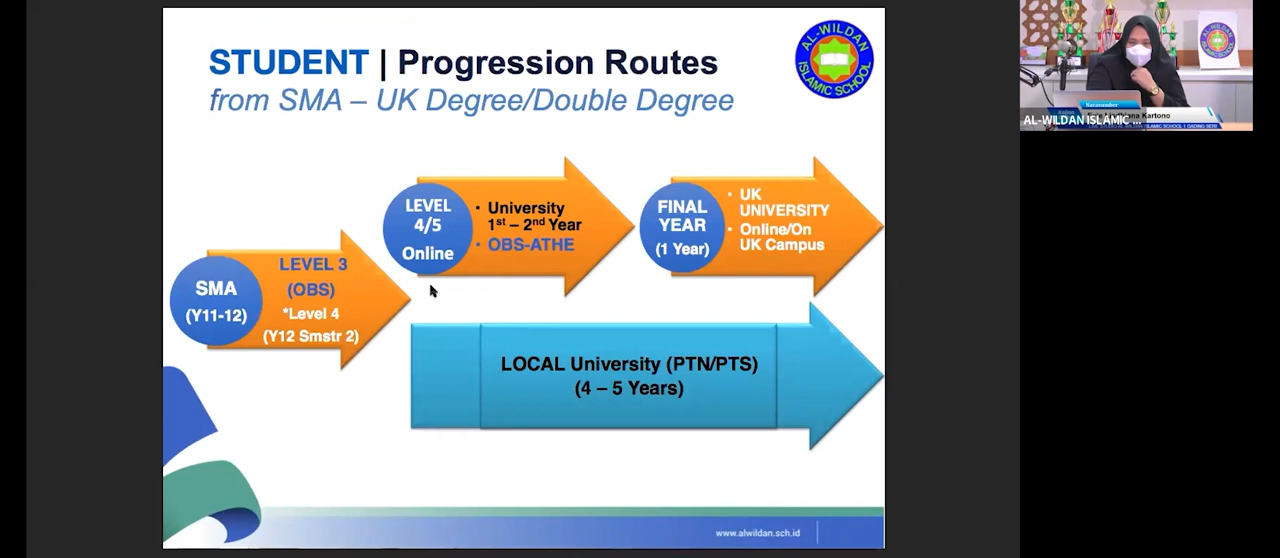 STUDENT | Progression Routes
from SMA – UK Degree/Double Degree
AL-WILDAN
ISLAMIC SCHOOL
SMA
(Y11-12)
LEVEL 3
(OBS)
*Level 4
(Y12 Smstr 2)
LEVEL
4/5
Online
• University
1st – 2nd Year
• OBS-ATHE
FINAL
YEAR
(1 Year)
• UK
UNIVERSITY
• Online/On
UK Campus
LOCAL University (PTN/PTS)
(4 – 5 Years)
www.alwildan.sch.id
Narasumber
Kartono
AL-WILDAN ISLAMIC ...